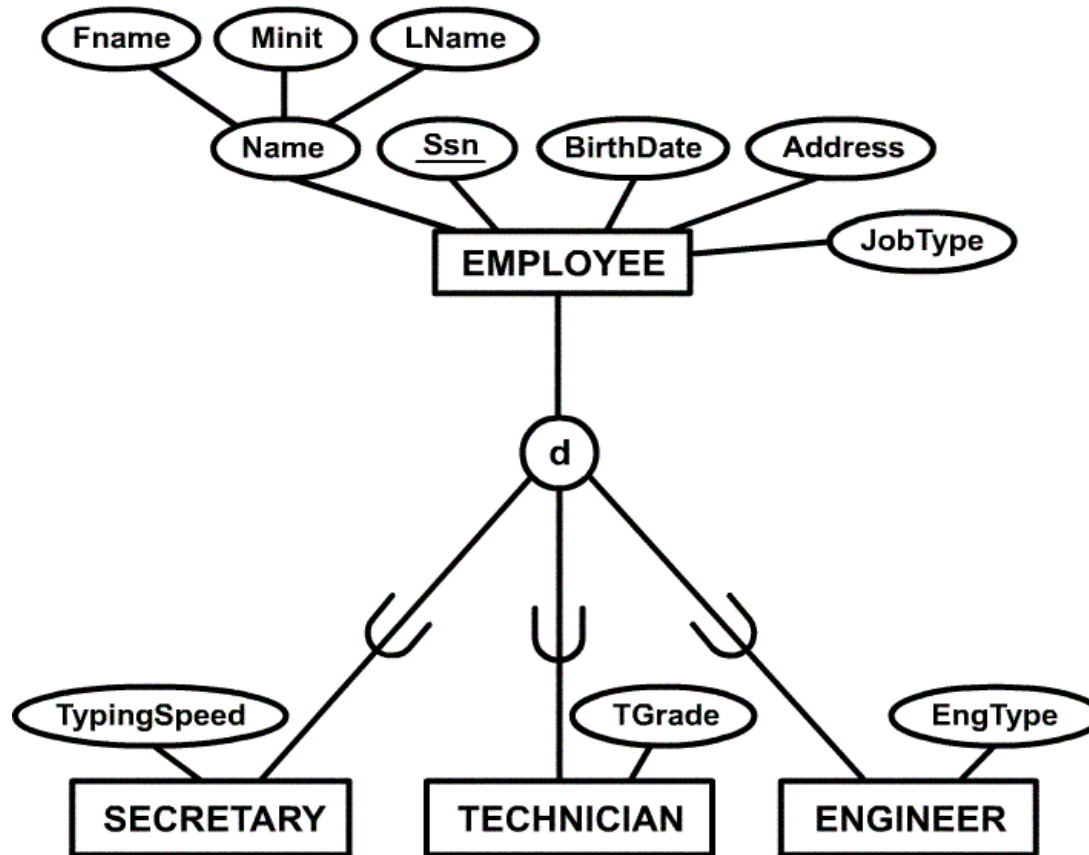 Fname Minit LName
Name Ssn BirthDate Address
JobType
EMPLOYEE
d
TypingSpeed TGrade EngType
SECRETARY TECHNICIAN ENGINEER